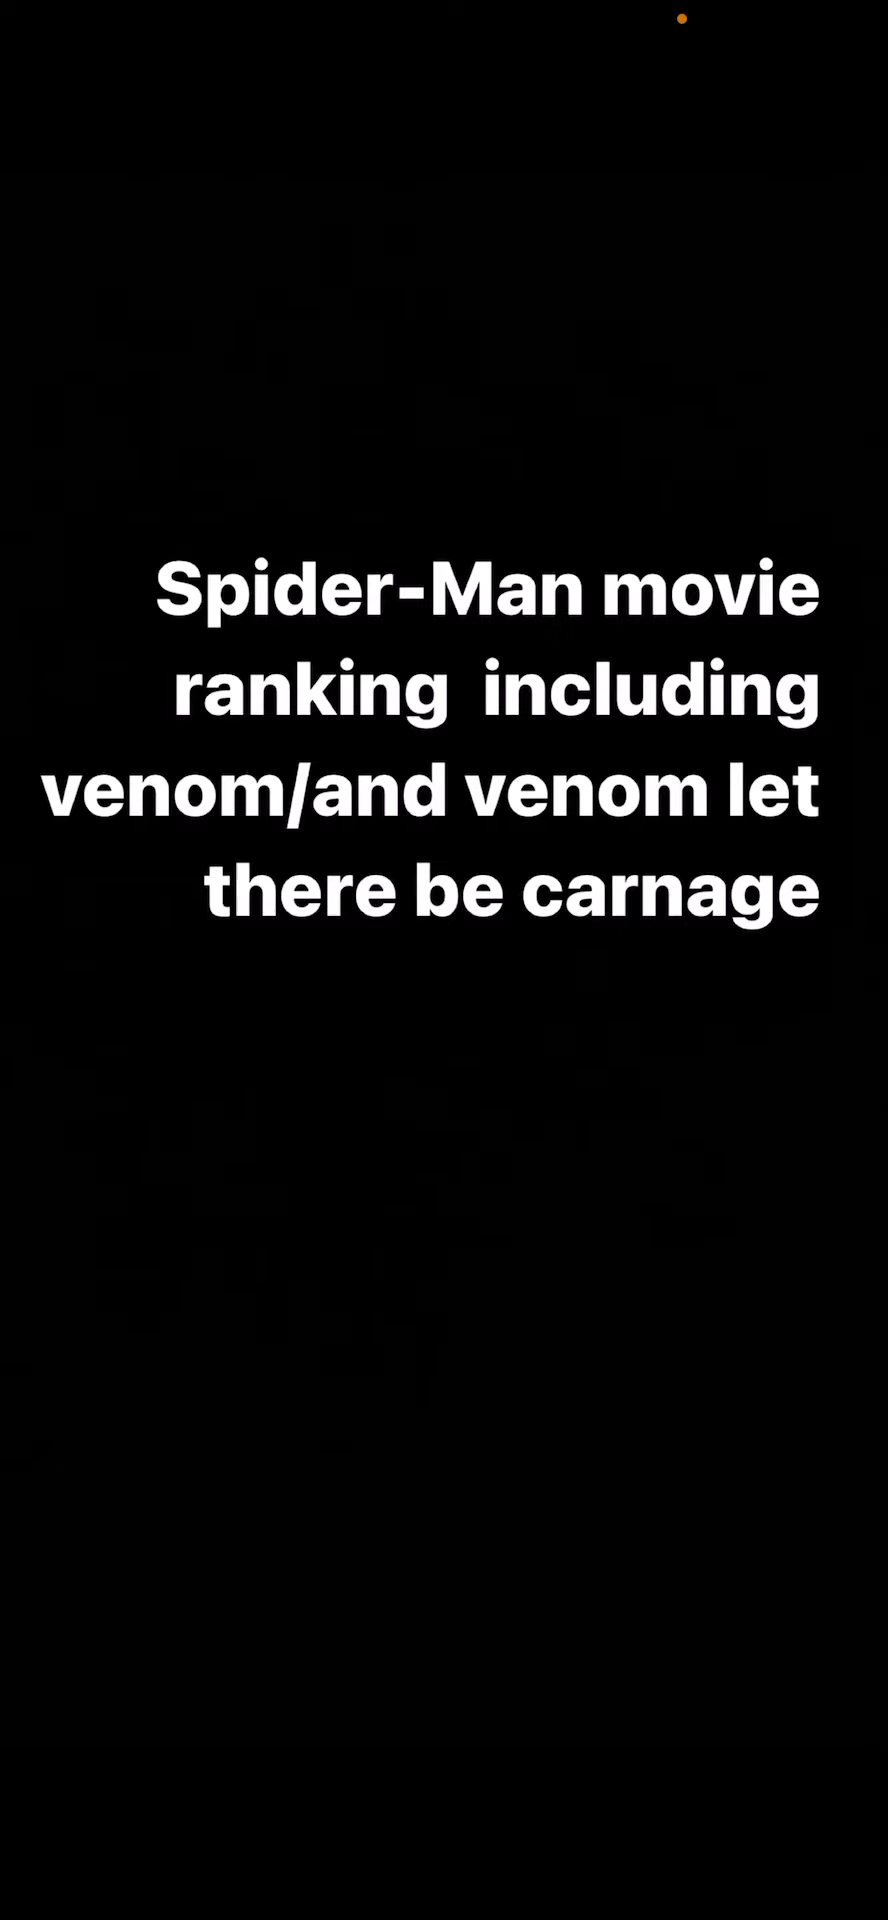 Spider-Man movie
ranking  including
venom/and venom let
there be carnage